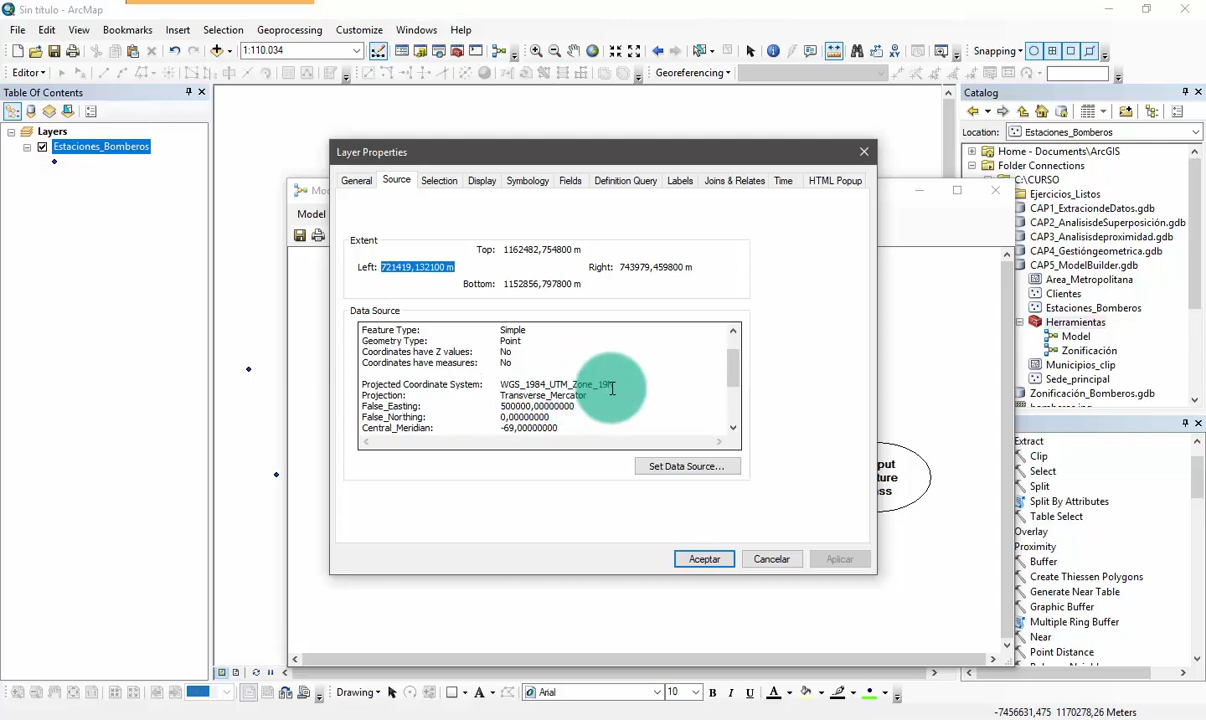 Sin título - ArcMap
File Edit View Bookmarks Insert Selection Geoprocessing Customize Windows Help
1:110.034
Snapping
Editor
Georeferencing
Table Of Contents
Layers
Estaciones_Bomberos
Layer Properties
General Source Selection Display Symbology Fields Definition Query Labels Joins & Relates Time HTML Popup
Extent
Top: 1162482,754800 m
Left: 721419,132100 m Right: 743979,459800 m
Bottom: 1152856,797800 m
Data Source
Feature Type: Simple
Geometry Type: Point
Coordinates have Z values: No
Coordinates have measures: No
Projected Coordinate System: WGS_1984_UTM_Zone_19N
Projection: Transverse_Mercator
False_Easting: 500000,00000000
False_Northing: 0,00000000
Central_Meridian: -69,00000000
Set Data Source...
Aceptar Cancelar Aplicar
Model
Catalog
Location: Estaciones_Bomberos
Home - Documents\ArcGIS
Folder Connections
C:\CURSO
Ejercicios_Listos
CAP1_ExtraciondeDatos.gdb
CAP2_AnalisisdeSuperposición.gdb
CAP3_Analisisdeproximidad.gdb
CAP4_Gestióngeometrica.gdb
CAP5_ModelBuilder.gdb
Area_Metropolitana
Clientes
Estaciones_Bomberos
Herramientas
Model
Zonificación
Municipios_clip
Sede_principal
Zonificación_Bomberos.gdb
Extract
Clip
Select
Split
Split By Attributes
Table Select
Overlay
Proximity
Buffer
Create Thiessen Polygons
Generate Near Table
Graphic Buffer
Multiple Ring Buffer
Near
Point Distance
Drawing
Arial
10
B I U A
-7456631,475 1170278,26 Meters